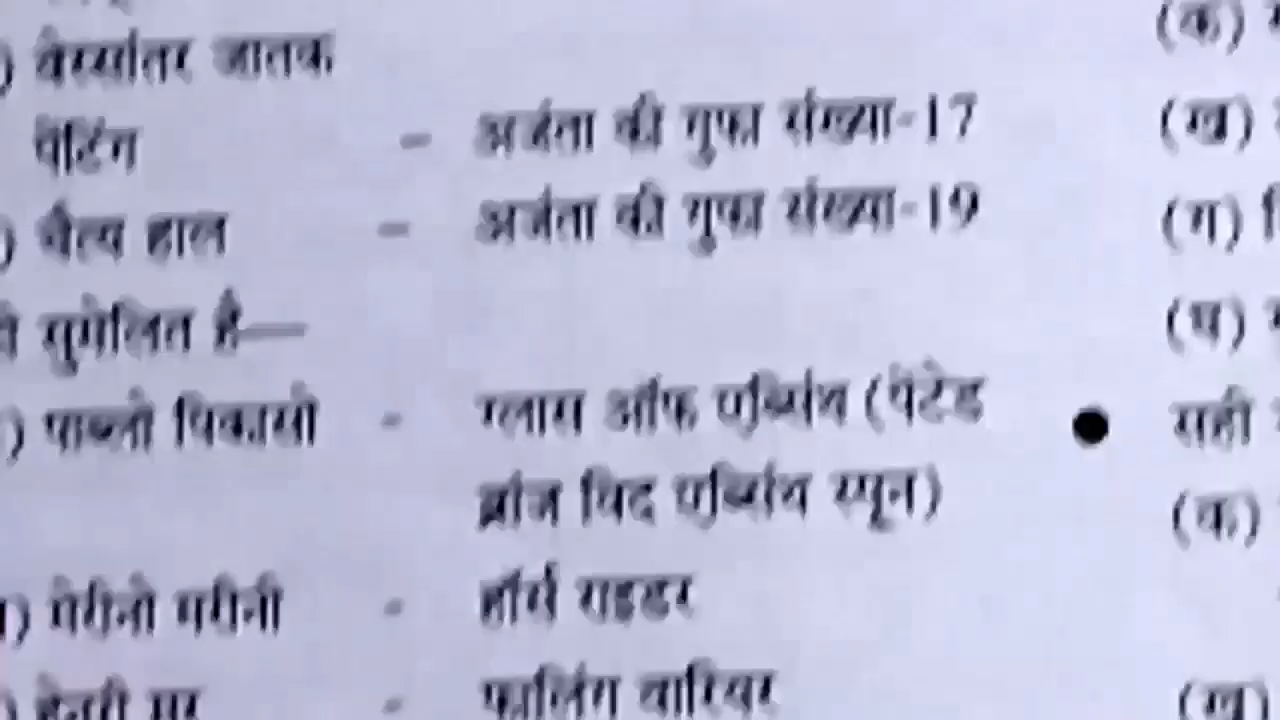 ) वेस्सांतर जातक
पेंटिंग - अजंता की गुफा संख्या-17
) चैत्य हाल - अजंता की गुफा संख्या-19
सुमेलित है—
) पाब्लो पिकासो - ग्लास ऑफ एब्सिंथ (पेंटेड
ब्रांज विद एब्सिंथ स्पून)
) मेरीनो मरीनी - हॉर्स राइडर
) हेनरी मूर - फालिंग वारियर
(क)
(ख)
(ग)
(घ)
● सही
(क)
(ख)